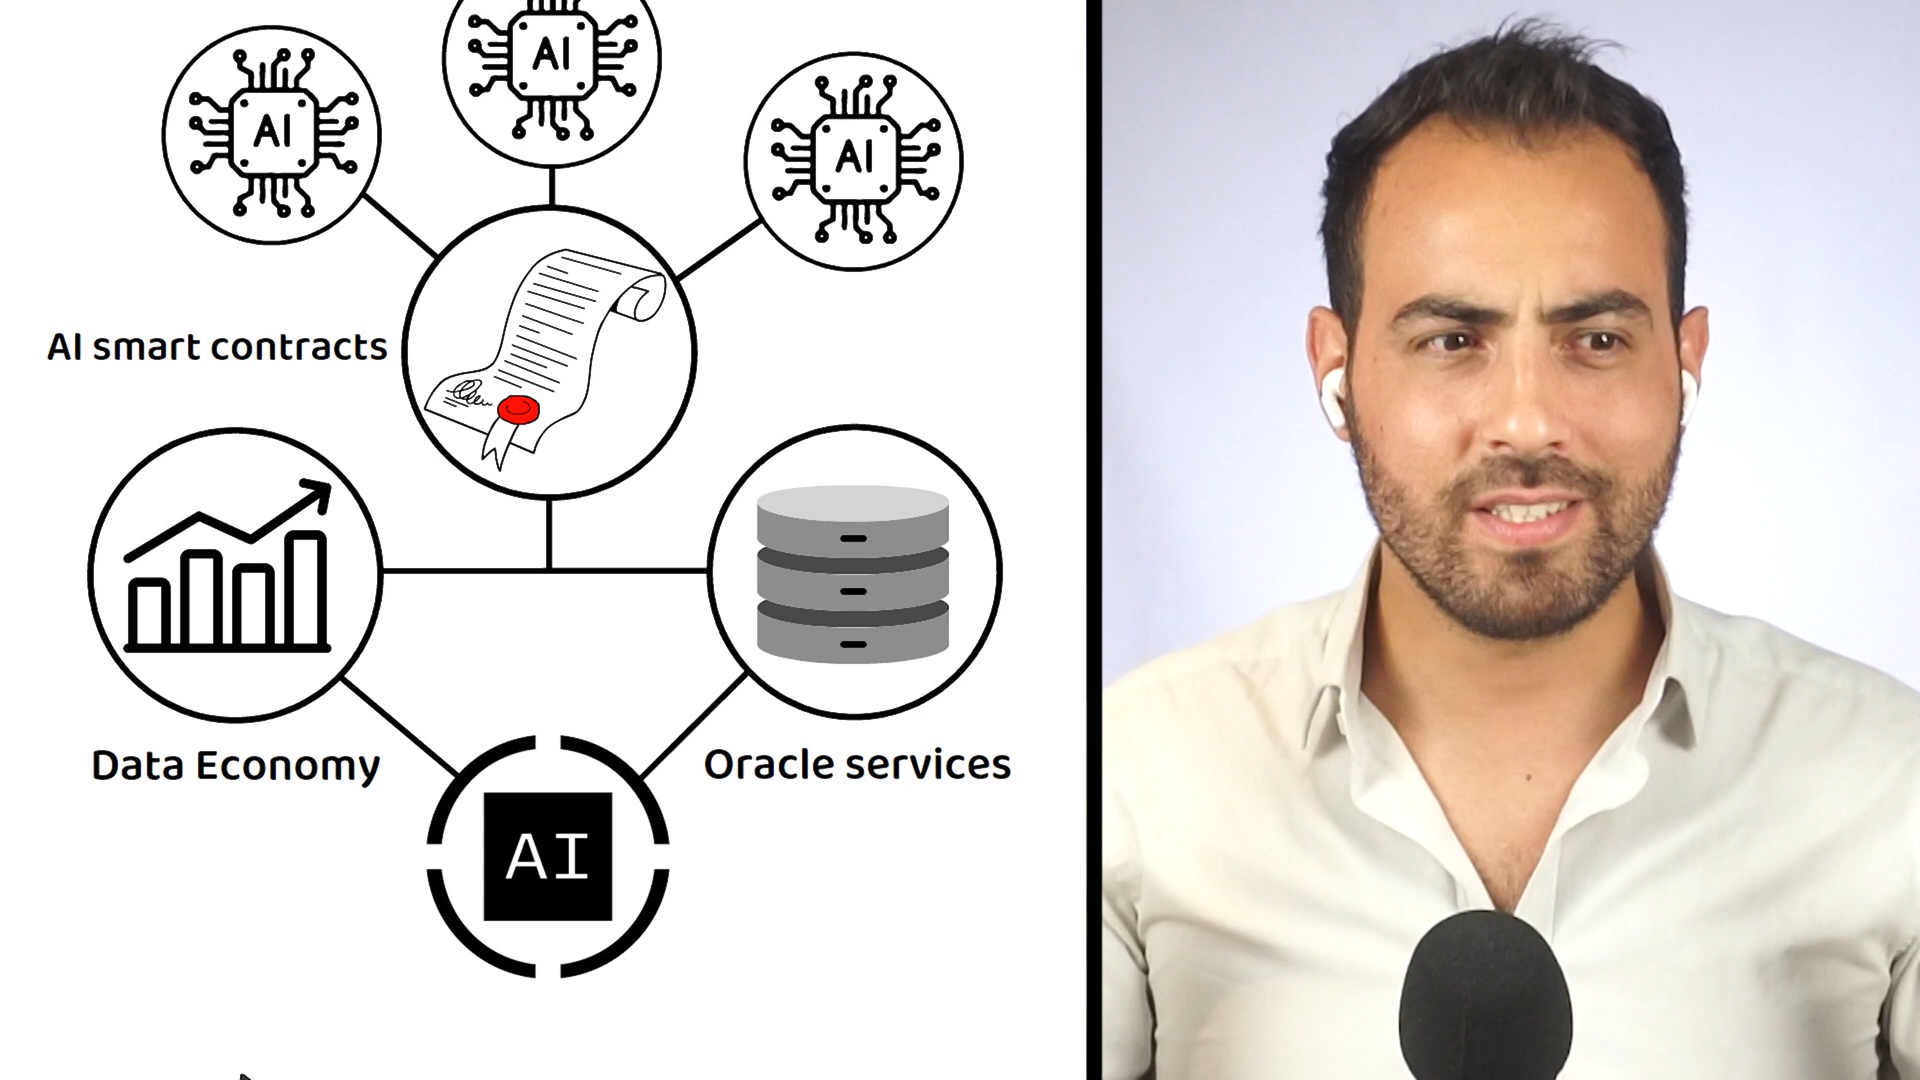 AI
AI
AI
AI smart contracts
Data Economy
Oracle services
AI